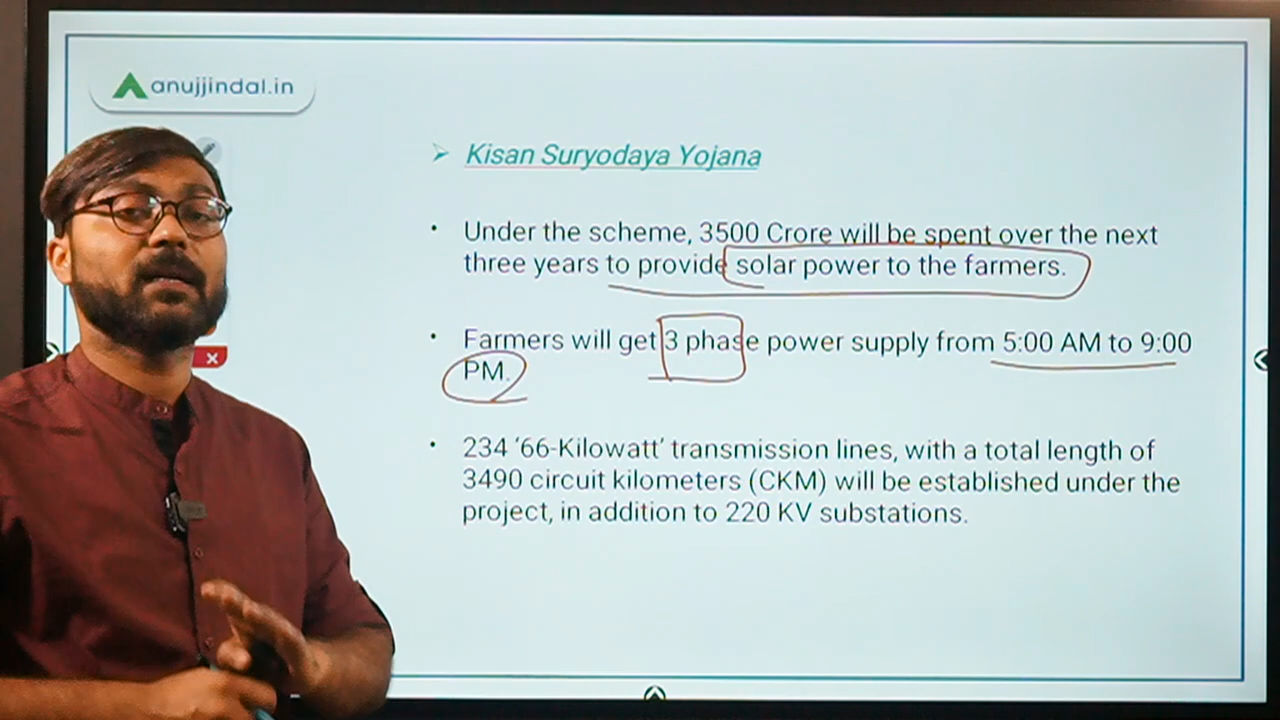 anujjindal.in
Kisan Suryodaya Yojana
Under the scheme, 3500 Crore will be spent over the next
three years to provide solar power to the farmers.
Farmers will get 3 phase power supply from 5:00 AM to 9:00
PM.
234 ‘66-Kilowatt’ transmission lines, with a total length of
3490 circuit kilometers (CKM) will be established under the
project, in addition to 220 KV substations.